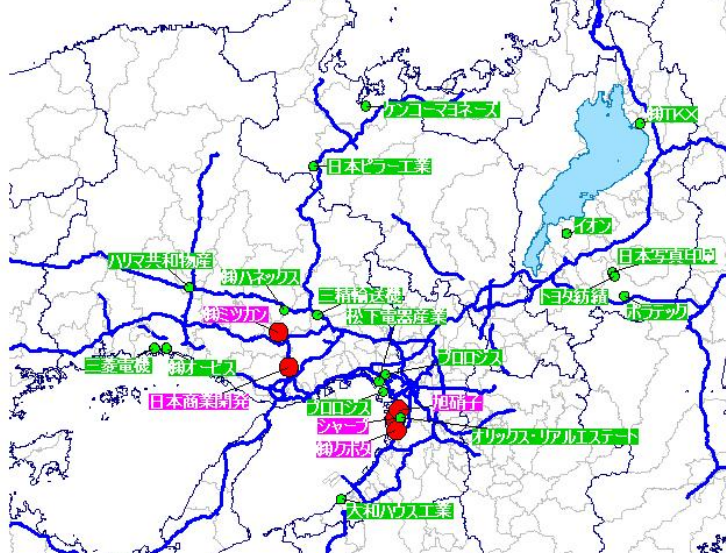 ケンコーマヨネーズ
㈱TKX
日本ピラー工業
イオン
ハリマ共和物産
㈱ハネックス
日本写真印刷
三精輸送機
トヨタ紡織
ポラテック
㈱ミツカン
松下電器産業
三菱電機
㈱オービス
プロロジス
日本商業開発
プロロジス
旭硝子
シャープ
オリックス・リアルエステート
㈱クボタ
大和ハウス工業